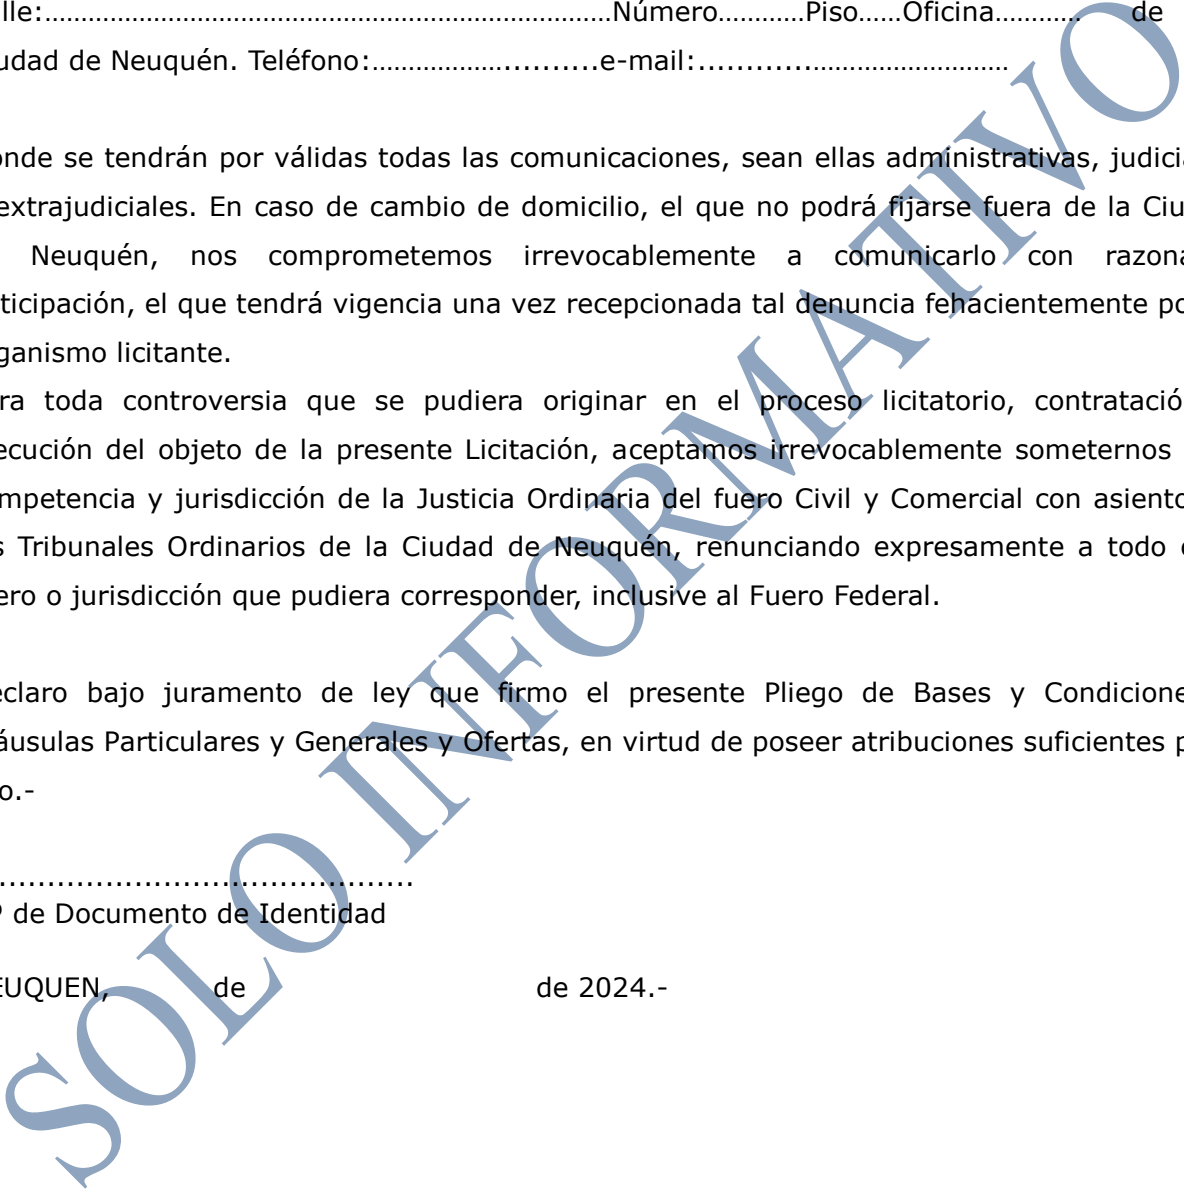 lle:..............................................................................Número............Piso......Oficina............ de
udad de Neuquén. Teléfono:............................e-mail:.......................................
onde se tendrán por válidas todas las comunicaciones, sean ellas administrativas, judicia
extrajudiciales. En caso de cambio de domicilio, el que no podrá fijarse fuera de la Ciu
Neuquén, nos comprometemos irrevocablemente a comunicarlo con razona
ticipación, el que tendrá vigencia una vez recepcionada tal denuncia fehacientemente po
ganismo licitante.
ra toda controversia que se pudiera originar en el proceso licitatorio, contratació
ecución del objeto de la presente Licitación, aceptamos irrevocablemente someternos
mpetencia y jurisdicción de la Justicia Ordinaria del fuero Civil y Comercial con asiento
s Tribunales Ordinarios de la Ciudad de Neuquén, renunciando expresamente a todo o
ero o jurisdicción que pudiera corresponder, inclusive al Fuero Federal.
eclaro bajo juramento de ley que firmo el presente Pliego de Bases y Condicione
áusulas Particulares y Generales y Ofertas, en virtud de poseer atribuciones suficientes p
o.-
...........................................
de Documento de Identidad
EUQUEN, de de 2024.-
SOLO INFORMATIVO